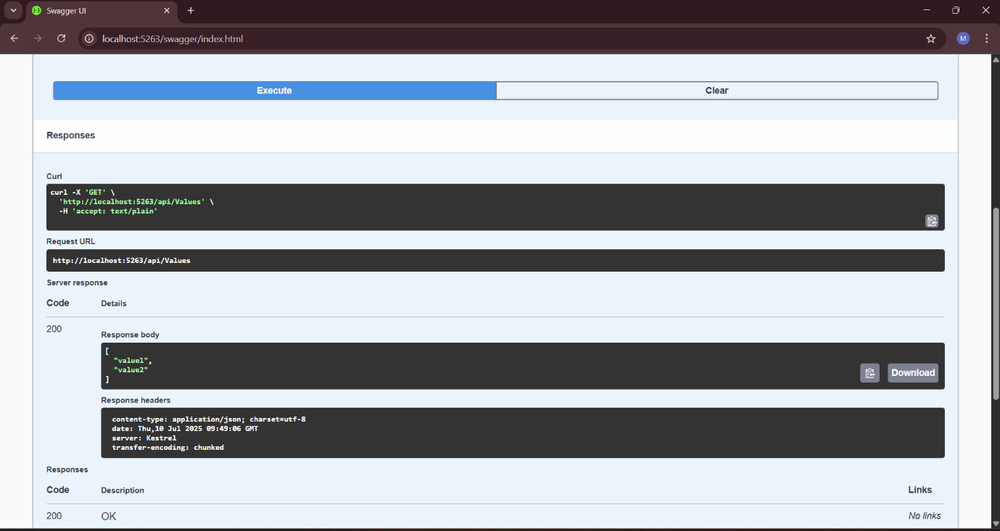 Swagger UI
localhost:5263/swagger/index.html
M
Execute
Clear
Responses
Curl
curl -X 'GET' \
  'http://localhost:5263/api/Values' \
  -H 'accept: text/plain'
Request URL
http://localhost:5263/api/Values
Server response
Code Details
200
Response body
[
  "value1",
  "value2"
]
Download
Response headers
content-type: application/json; charset=utf-8
date: Thu,10 Jul 2025 09:49:06 GMT
server: Kestrel
transfer-encoding: chunked
Responses
Code Description Links
200 OK No links